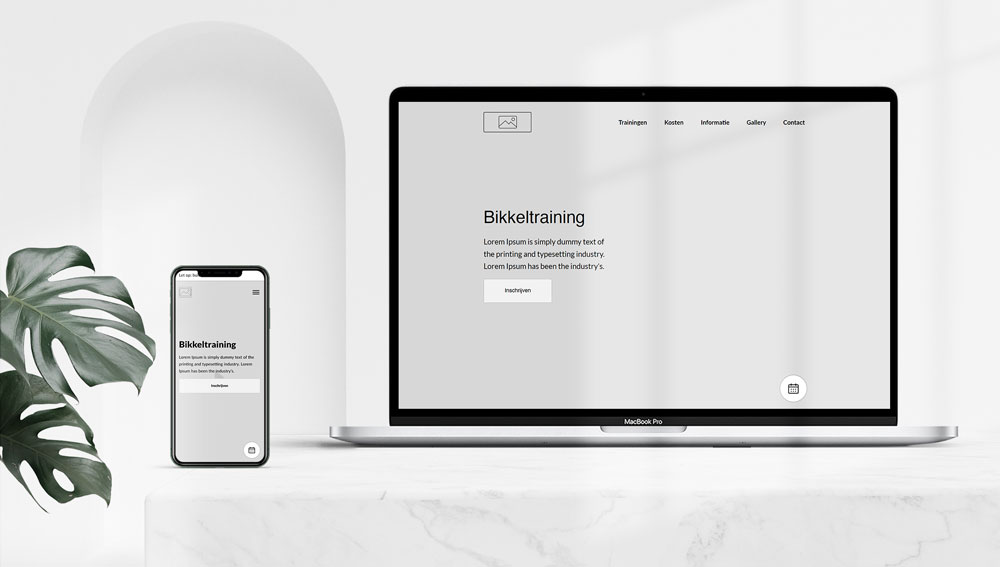 Trainingen Kosten Informatie Gallery Contact
Bikkeltraining
Lorem Ipsum is simply dummy text of
the printing and typesetting industry.
Lorem Ipsum has been the industry's.
Inschrijven
MacBook Pro
Let op:
Bikkeltraining
Lorem Ipsum is simply dummy text of the
printing and typesetting industry. Lorem
Ipsum has been the industry's.
Inschrijven